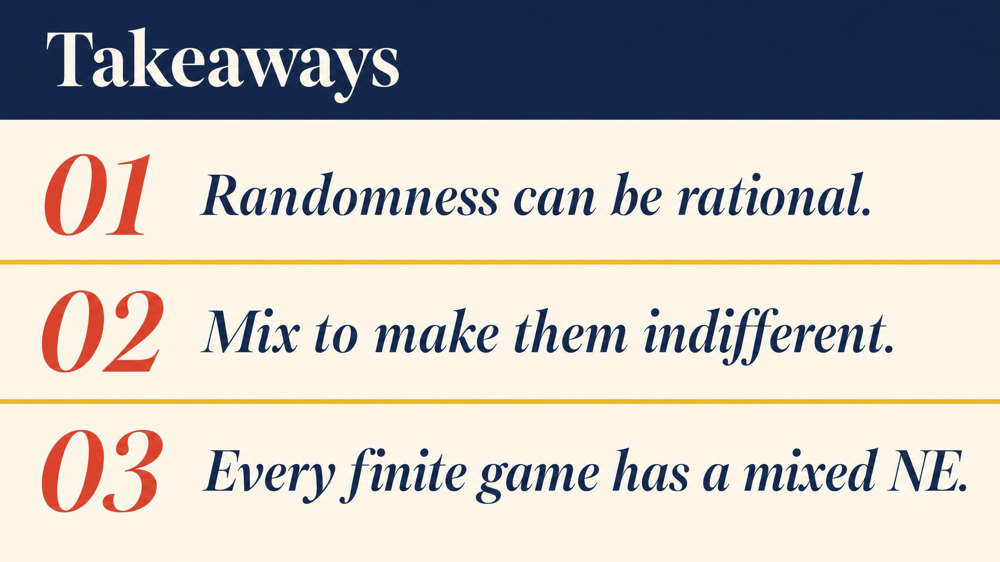 Takeaways
01 Randomness can be rational.
02 Mix to make them indifferent.
03 Every finite game has a mixed NE.